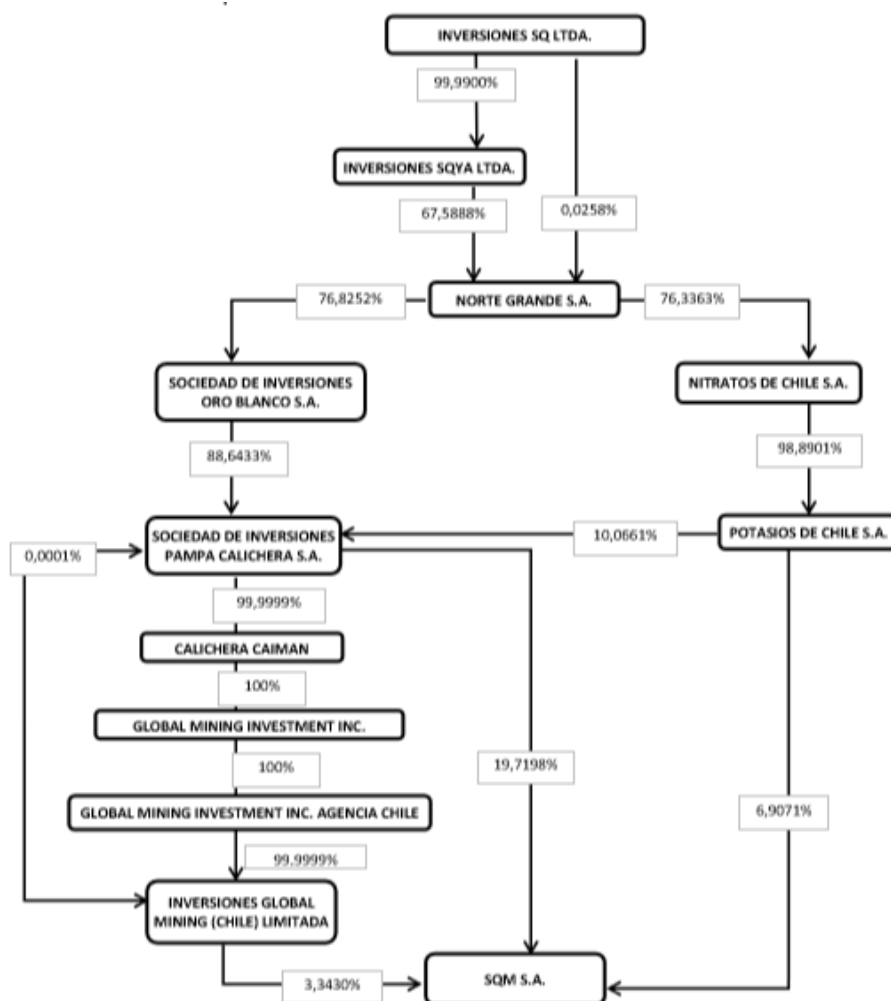 INVERSIONES SQ LTDA.
99,9900%
INVERSIONES SQYA LTDA.
67,5888%
0,0258%
76,8252%
NORTE GRANDE S.A.
76,3363%
SOCIEDAD DE INVERSIONES
ORO BLANCO S.A.
NITRATOS DE CHILE S.A.
88,6433%
98,8901%
SOCIEDAD DE INVERSIONES
PAMPA CALICHERA S.A.
10,0661%
POTASIOS DE CHILE S.A.
0,0001%
99,9999%
CALICHERA CAIMAN
100%
GLOBAL MINING INVESTMENT INC.
100%
19,7198%
GLOBAL MINING INVESTMENT INC. AGENCIA CHILE
6,9071%
99.9999%
INVERSIONES GLOBAL
MINING (CHILE) LIMITADA
3,3430%
SQM S.A.